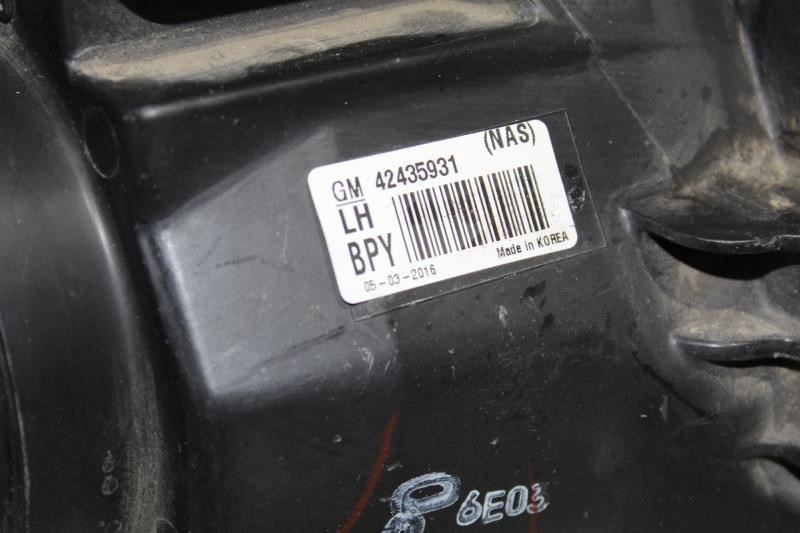 (NAS)
GM 42435931
LH
BPY
05-03-2016 Made in KOREA
6E03